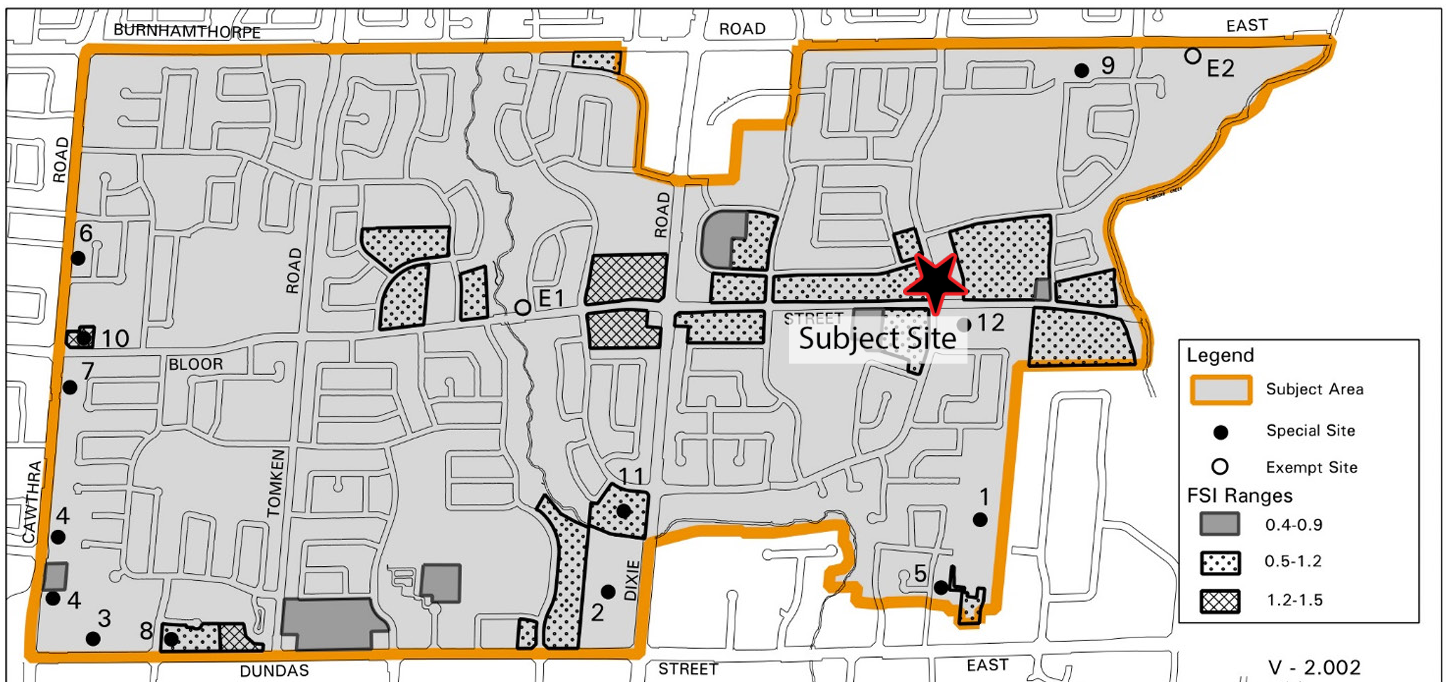 BURNHAMTHORPE
ROAD
EAST
9
E2
ROAD
6
ROAD
ROAD
E1
10
STREET
12
Subject Site
7
BLOOR
Legend
Subject Area
Special Site
Exempt Site
FSI Ranges
0.4-0.9
0.5-1.2
1.2-1.5
CAWTHRA
TOMKEN
11
4
1
5
DIXIE
2
4
3
8
DUNDAS
STREET
EAST
V - 2.002